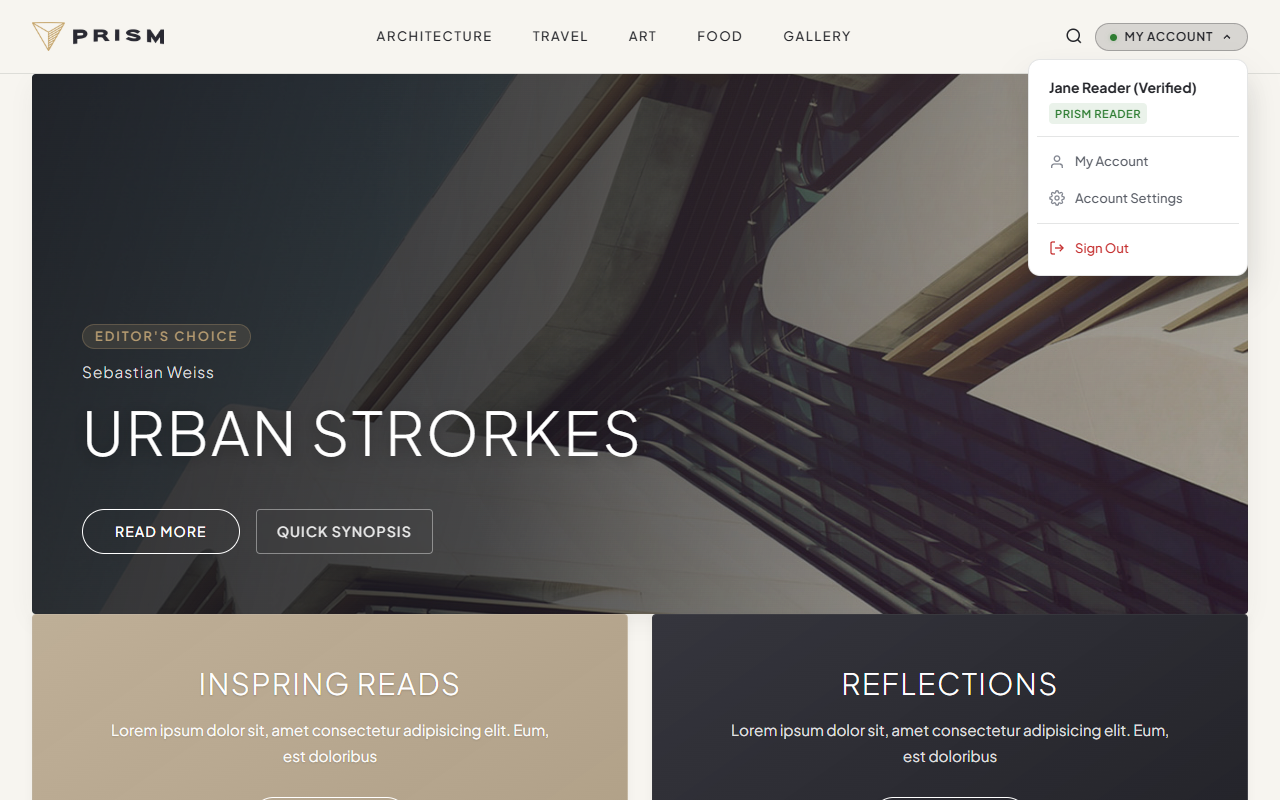 PRISM
ARCHITECTURE TRAVEL ART FOOD GALLERY
MY ACCOUNT
Jane Reader (Verified)
PRISM READER
My Account
Account Settings
Sign Out
EDITOR'S CHOICE
Sebastian Weiss
URBAN STRORKES
READ MORE QUICK SYNOPSIS
INSPRING READS
Lorem ipsum dolor sit, amet consectetur adipisicing elit. Eum,
est doloribus
REFLECTIONS
Lorem ipsum dolor sit, amet consectetur adipisicing elit. Eum,
est doloribus